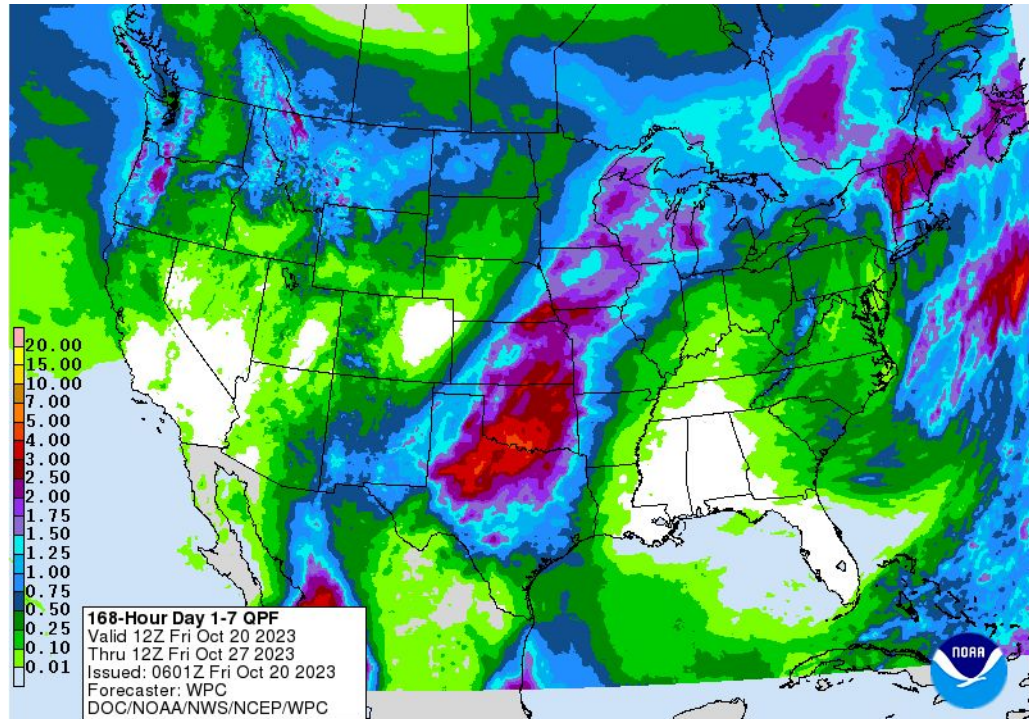 20.00
15.00
10.00
7.00
5.00
4.00
3.00
2.50
2.00
1.75
1.50
1.25
1.00
0.75
0.50
0.25
0.10
0.01
168-Hour Day 1-7 QPF
Valid 12Z Fri Oct 20 2023
Thru 12Z Fri Oct 27 2023
Issued: 0601Z Fri Oct 20 2023
Forecaster: WPC
DOC/NOAA/NWS/NCEP/WPC
NOAA